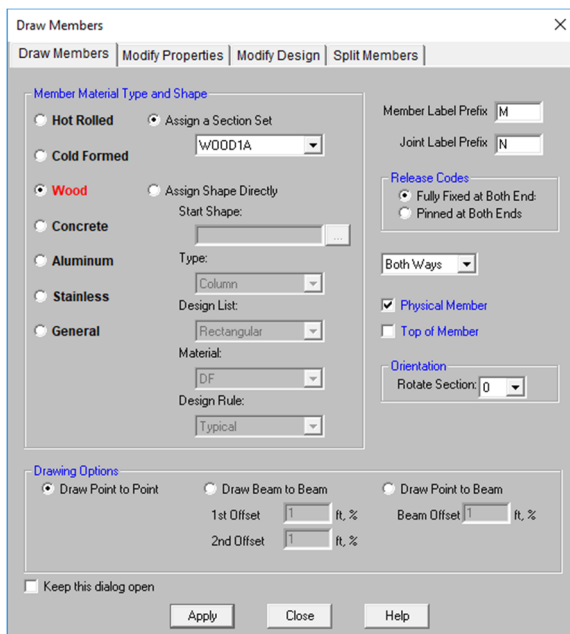 Draw Members
Draw Members Modify Properties Modify Design Split Members
Member Material Type and Shape
Hot Rolled
Cold Formed
Wood
Concrete
Aluminum
Stainless
General
Assign a Section Set
WOOD1A
Assign Shape Directly
Start Shape:
...
Type:
Column
Design List:
Rectangular
Material:
DF
Design Rule:
Typical
Member Label Prefix M
Joint Label Prefix N
Release Codes
Fully Fixed at Both Ends
Pinned at Both Ends
Both Ways
Physical Member
Top of Member
Orientation
Rotate Section: 0
Drawing Options
Draw Point to Point
Draw Beam to Beam
1st Offset 1 ft, %
2nd Offset 1 ft, %
Draw Point to Beam
Beam Offset 1 ft, %
Keep this dialog open
Apply Close Help